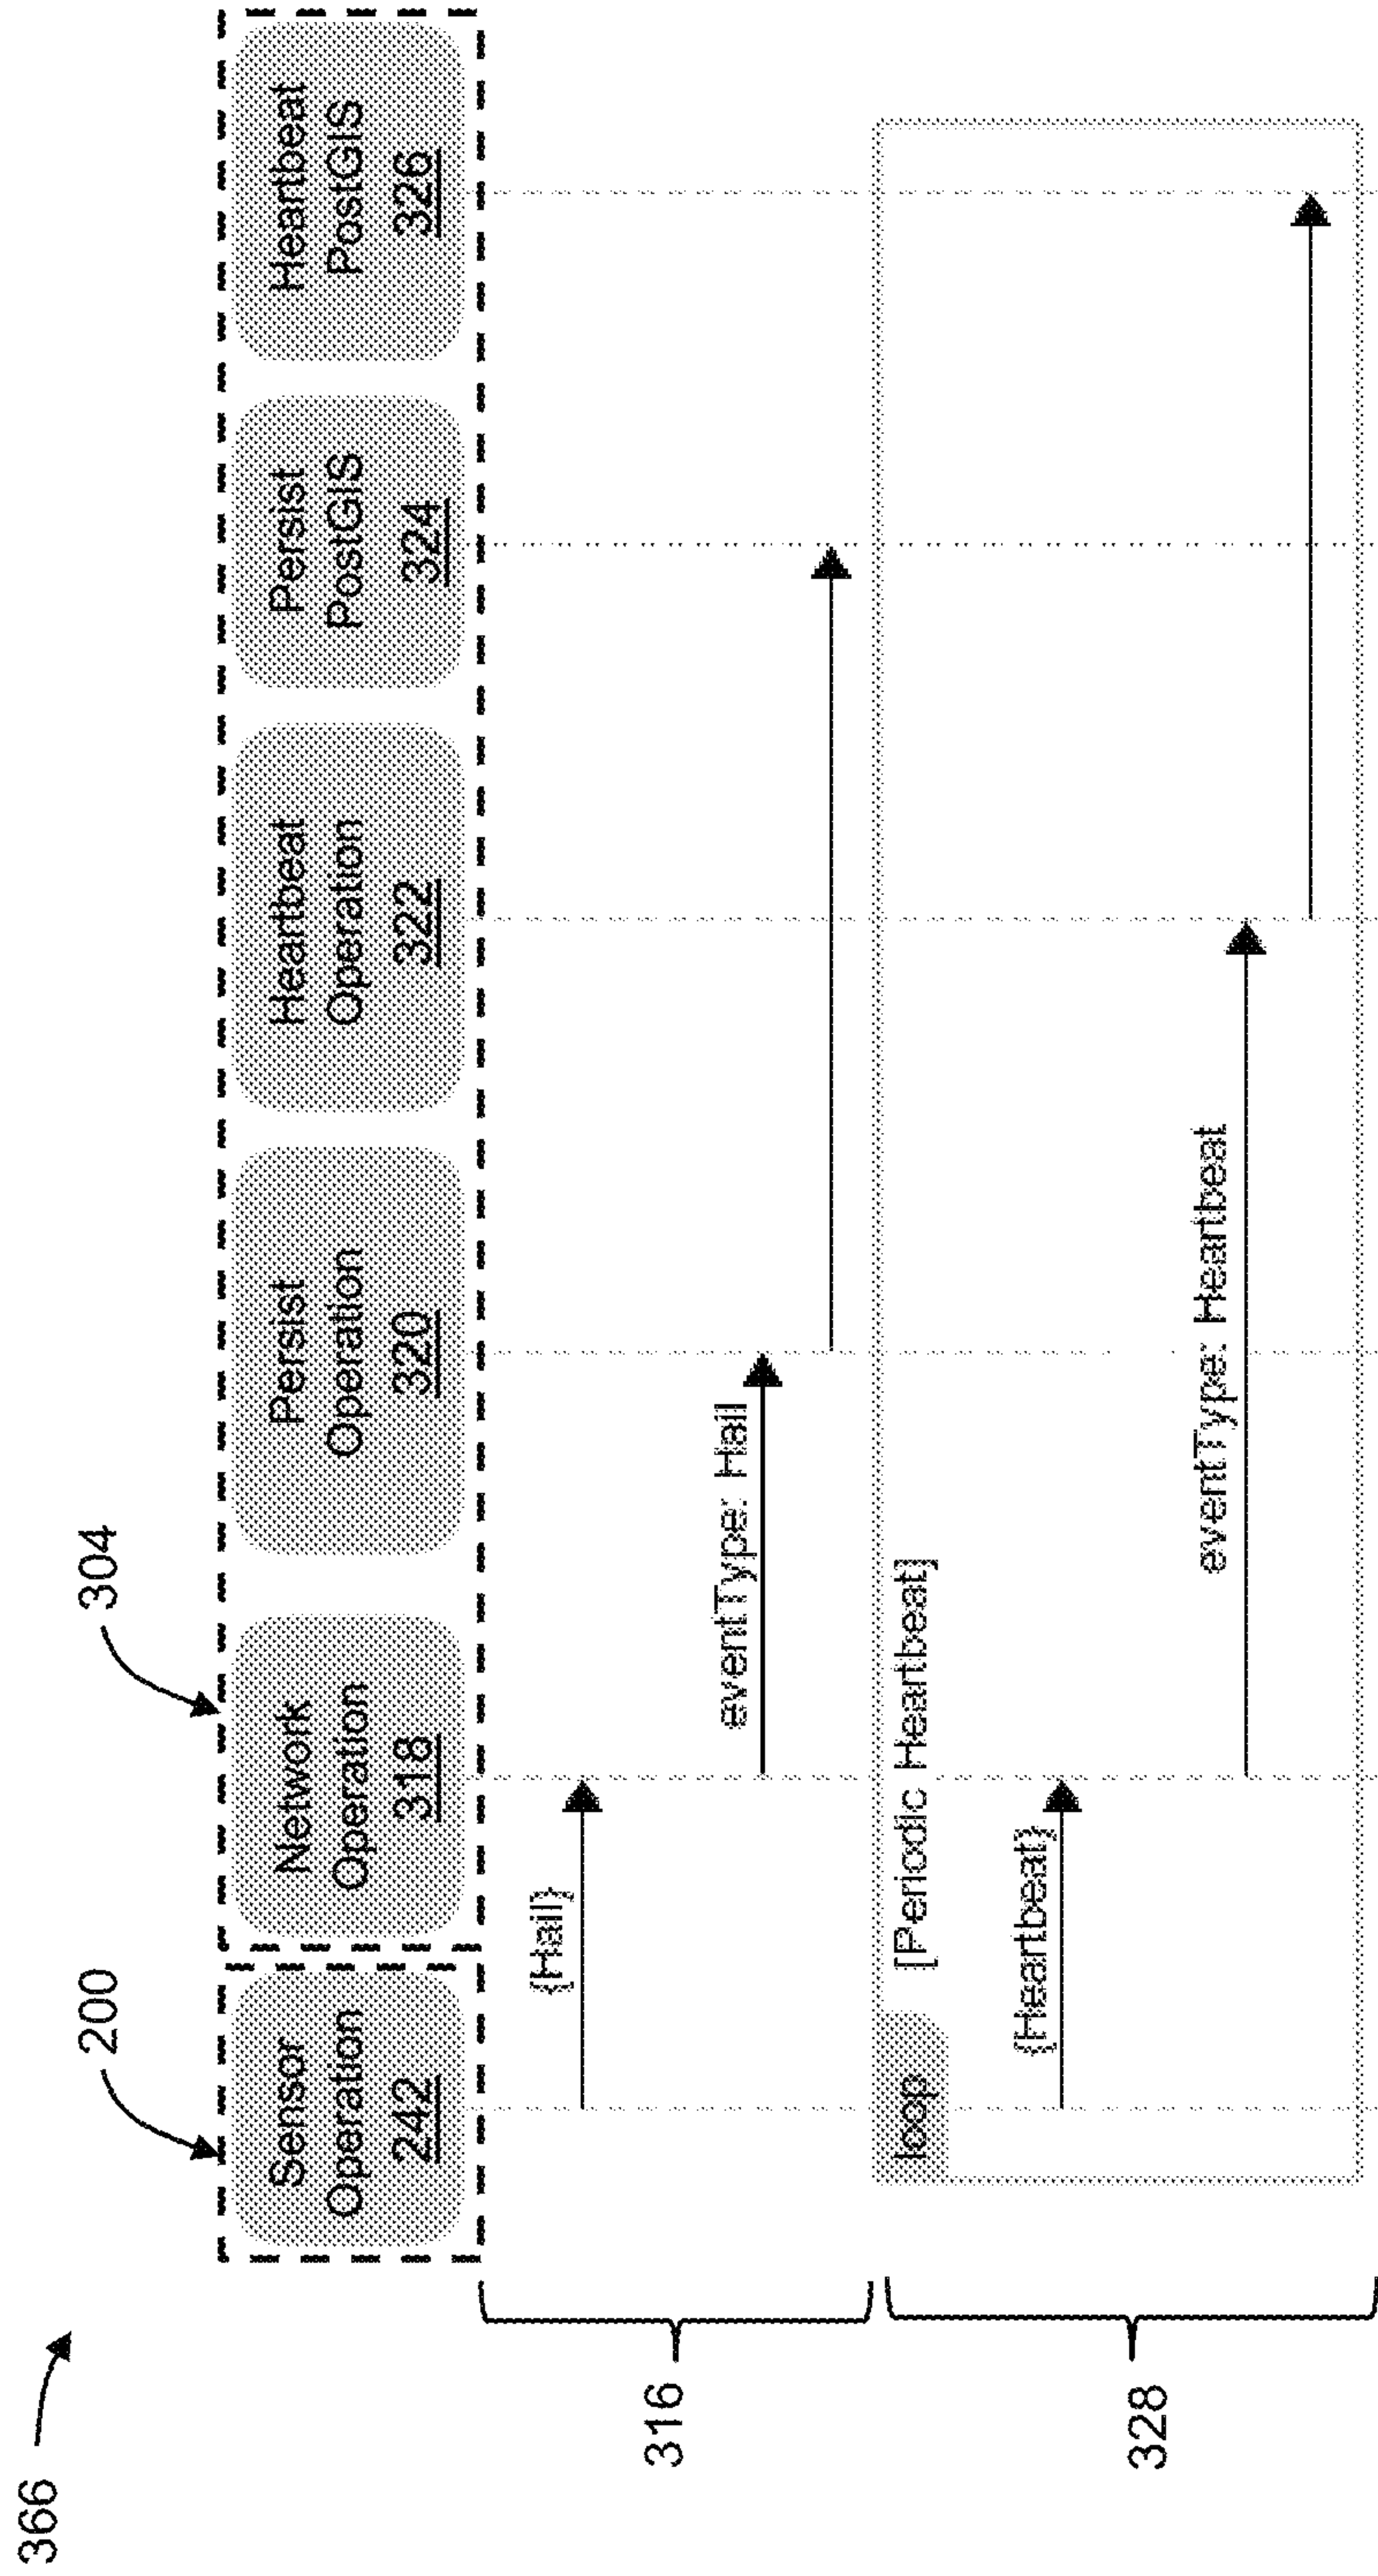 366
200
304
Sensor
Operation
242
Network
Operation
318
Persist
Operation
320
Heartbeat
Operation
322
Persist
PostGIS
324
Heartbeat
PostGIS
326
316
{Hail}
eventType: Hail
328
loop
[Periodic Heartbeat]
{Heartbeat}
eventType: Heartbeat